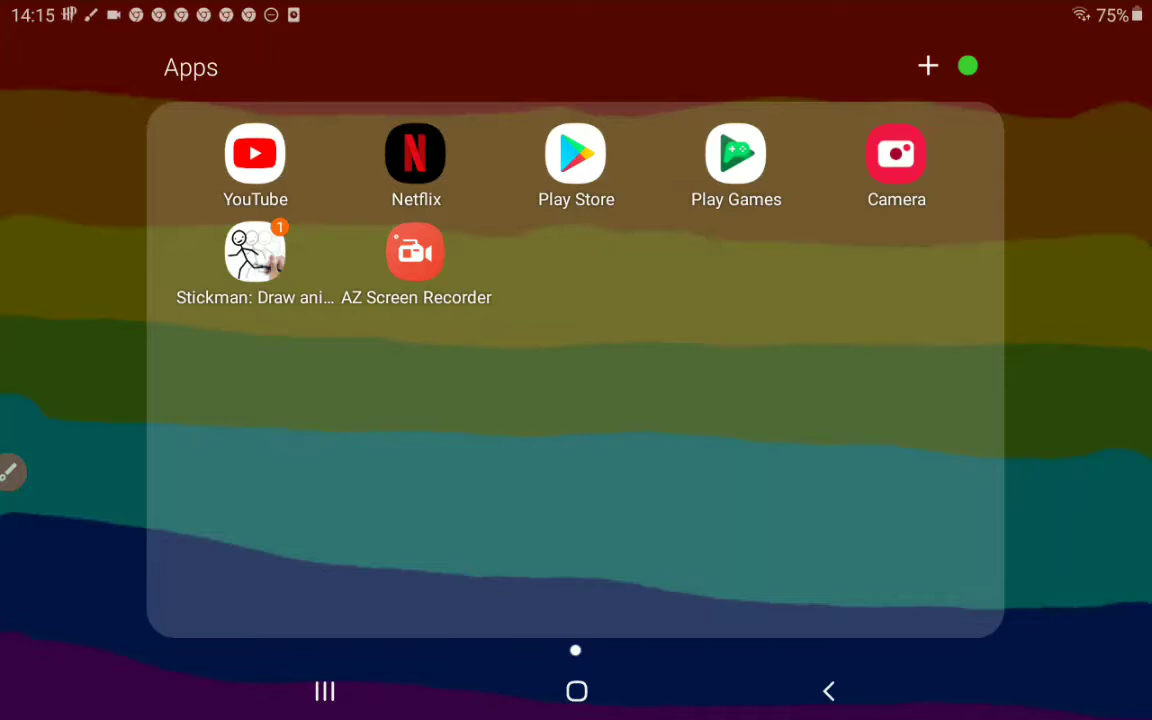 14:15 75%
Apps
YouTube Netflix Play Store Play Games Camera
1
Stickman: Draw ani... AZ Screen Recorder